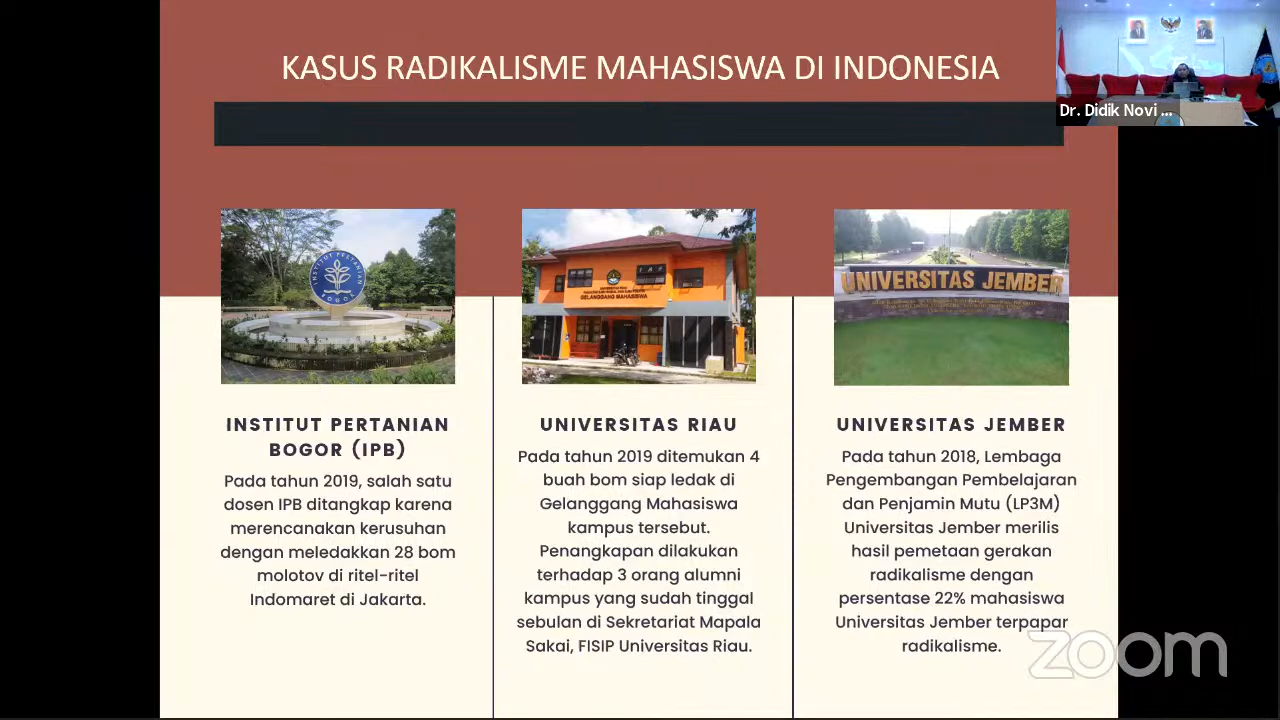 KASUS RADIKALISME MAHASISWA DI INDONESIA
Dr. Didik Novi ...
INSTITUT PERTANIAN
BOGOR
UNIVERSITAS RIAU
GELANGGANG MAHASISWA
UNIVERSITAS JEMBER
INSTITUT PERTANIAN
BOGOR (IPB)
Pada tahun 2019, salah satu
dosen IPB ditangkap karena
merencanakan kerusuhan
dengan meledakkan 28 bom
molotov di ritel-ritel
Indomaret di Jakarta.
UNIVERSITAS RIAU
Pada tahun 2019 ditemukan 4
buah bom siap ledak di
Gelanggang Mahasiswa
kampus tersebut.
Penangkapan dilakukan
terhadap 3 orang alumni
kampus yang sudah tinggal
sebulan di Sekretariat Mapala
Sakai, FISIP Universitas Riau.
UNIVERSITAS JEMBER
Pada tahun 2018, Lembaga
Pengembangan Pembelajaran
dan Penjamin Mutu (LP3M)
Universitas Jember merilis
hasil pemetaan gerakan
radikalisme dengan
persentase 22% mahasiswa
Universitas Jember terpapar
radikalisme.
zoom